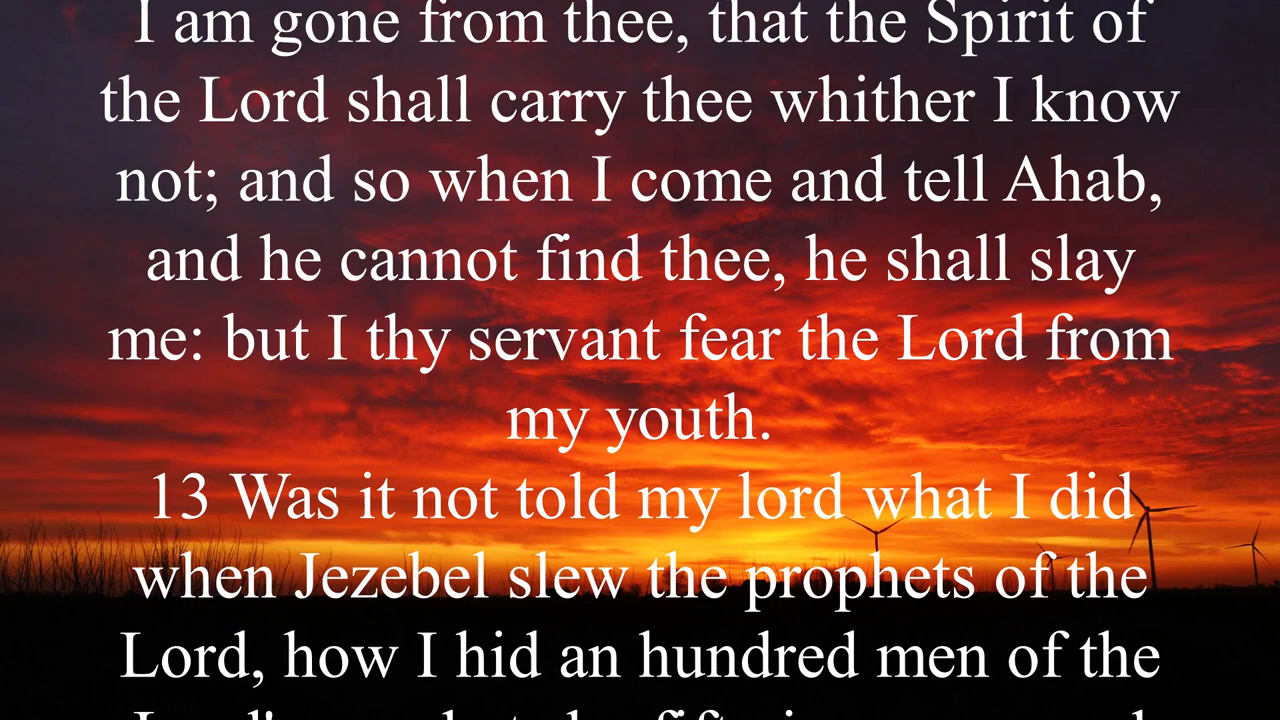 I am gone from thee, that the Spirit of
the Lord shall carry thee whither I know
not; and so when I come and tell Ahab,
and he cannot find thee, he shall slay
me: but I thy servant fear the Lord from
my youth.
13 Was it not told my lord what I did
when Jezebel slew the prophets of the
Lord, how I hid an hundred men of the